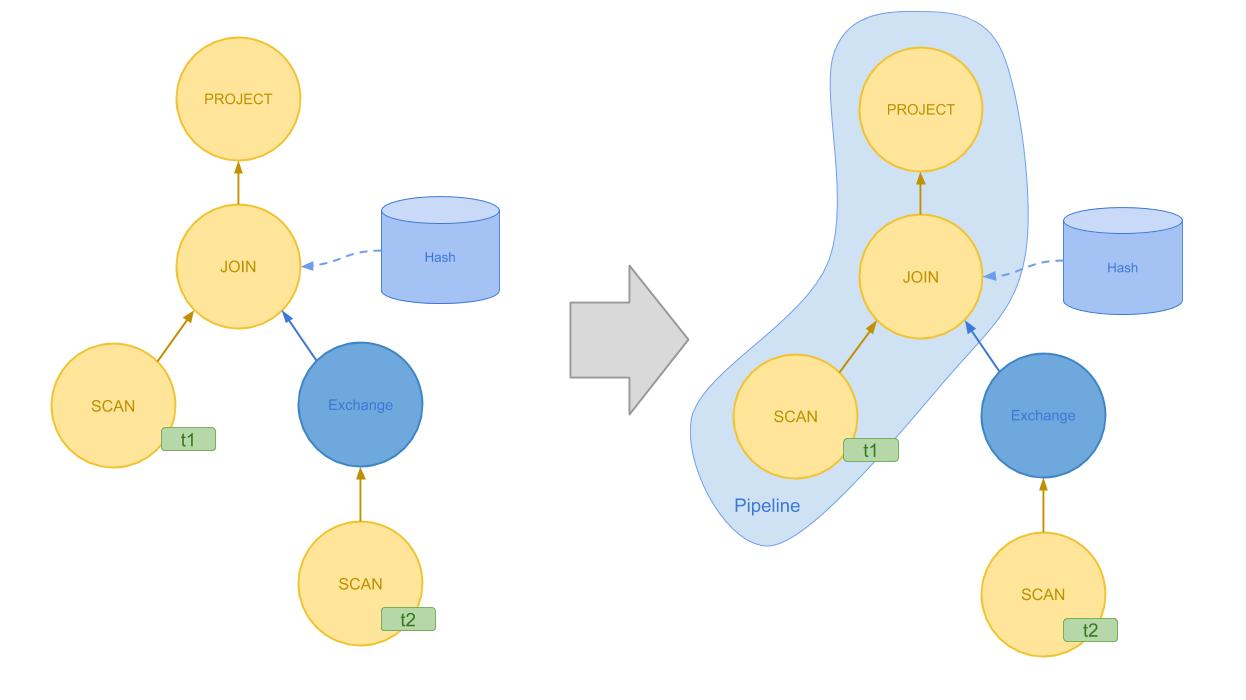 PROJECT
JOIN
Hash
SCAN
t1
Exchange
SCAN
t2
PROJECT
JOIN
Hash
SCAN
t1
Exchange
Pipeline
SCAN
t2